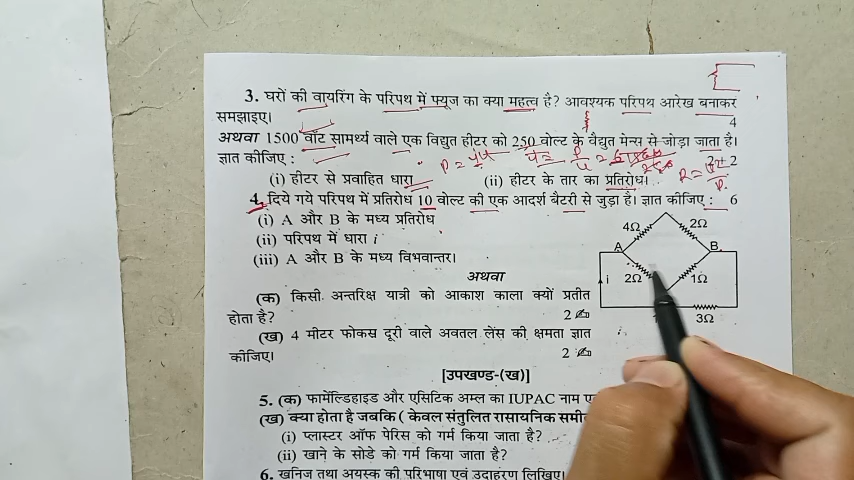 3. घरों की वायरिंग के परिपथ में फ्यूज का क्या महत्व है? आवश्यक परिपथ आरेख बनाकर
समझाइए। 4
अथवा 1500 वॉट सामर्थ्य वाले एक विद्युत हीटर को 250 वोल्ट के वैद्युत मेन्स से जोड़ा जाता है।
ज्ञात कीजिए : 2+2
(i) हीटर से प्रवाहित धारा (ii) हीटर के तार का प्रतिरोध।
4. दिये गये परिपथ में प्रतिरोध 10 वोल्ट की एक आदर्श बैटरी से जुड़ा है। ज्ञात कीजिए : 6
(i) A और B के मध्य प्रतिरोध
(ii) परिपथ में धारा i
(iii) A और B के मध्य विभवान्तर।
4Ω 2Ω
A B
i 2Ω 1Ω
3Ω
अथवा
(क) किसी अन्तरिक्ष यात्री को आकाश काला क्यों प्रतीत
होता है? 2
(ख) 4 मीटर फोकस दूरी वाले अवतल लेंस की क्षमता ज्ञात
कीजिए। 2
[उपखण्ड-(ख)]
5. (क) फार्मेल्डिहाइड और एसिटिक अम्ल का IUPAC नाम
(ख) क्या होता है जबकि ( केवल संतुलित रासायनिक
(i) प्लास्टर ऑफ पेरिस को गर्म किया जाता है?
(ii) खाने के सोडे को गर्म किया जाता है?
6. खनिज तथा अयस्क की परिभाषा एवं उदाहरण लिखिए।